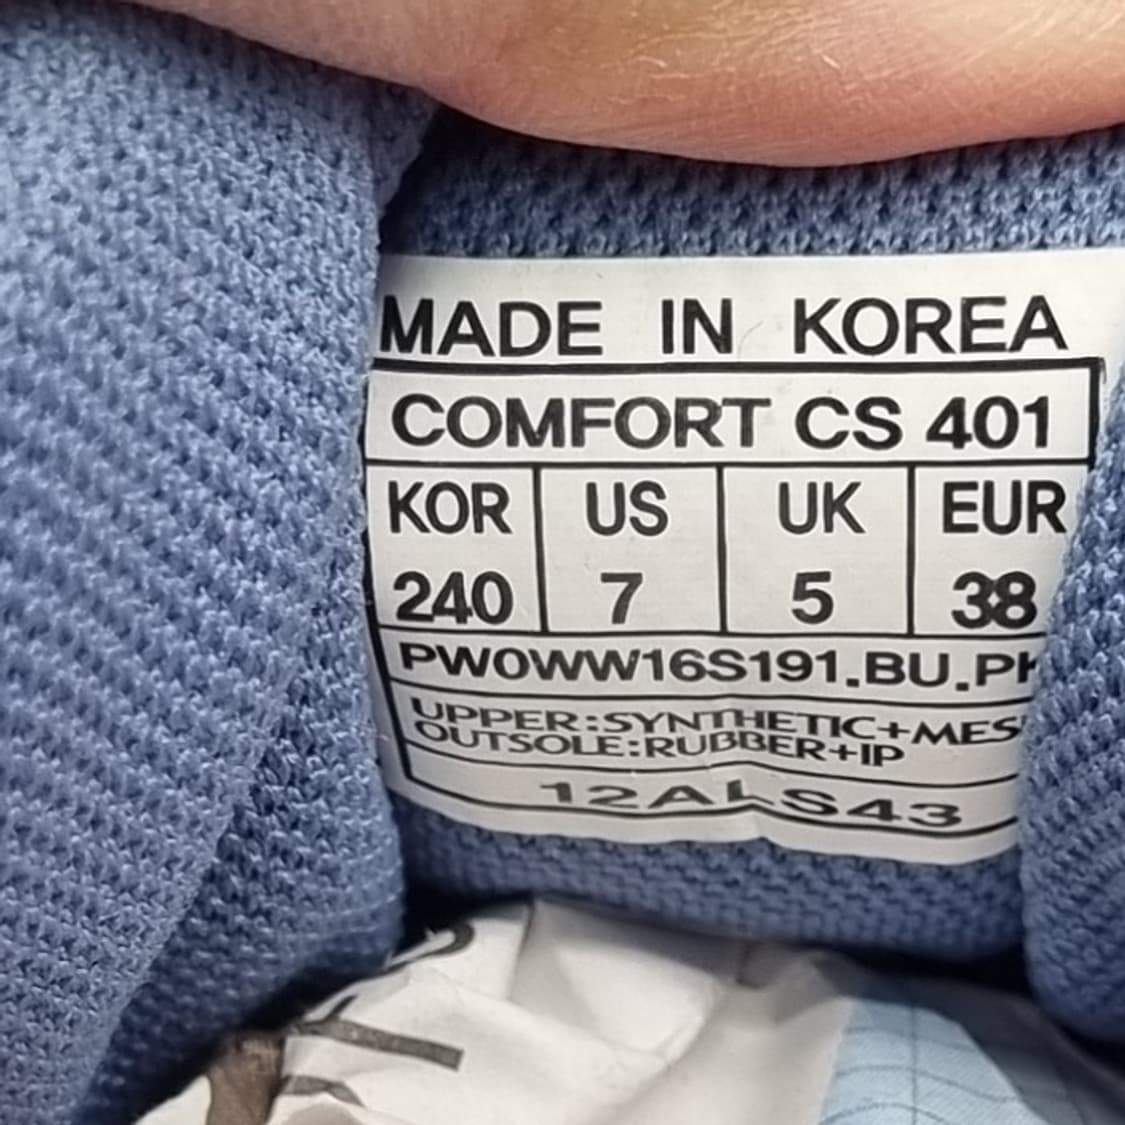 MADE IN KOREA
COMFORT CS 401
KOR US UK EUR
240 7 5 38
PWOWW16S191.BU.P
UPPER:SYNTHETIC+MES
OUTSOLE:RUBBER+IP
12ALS43